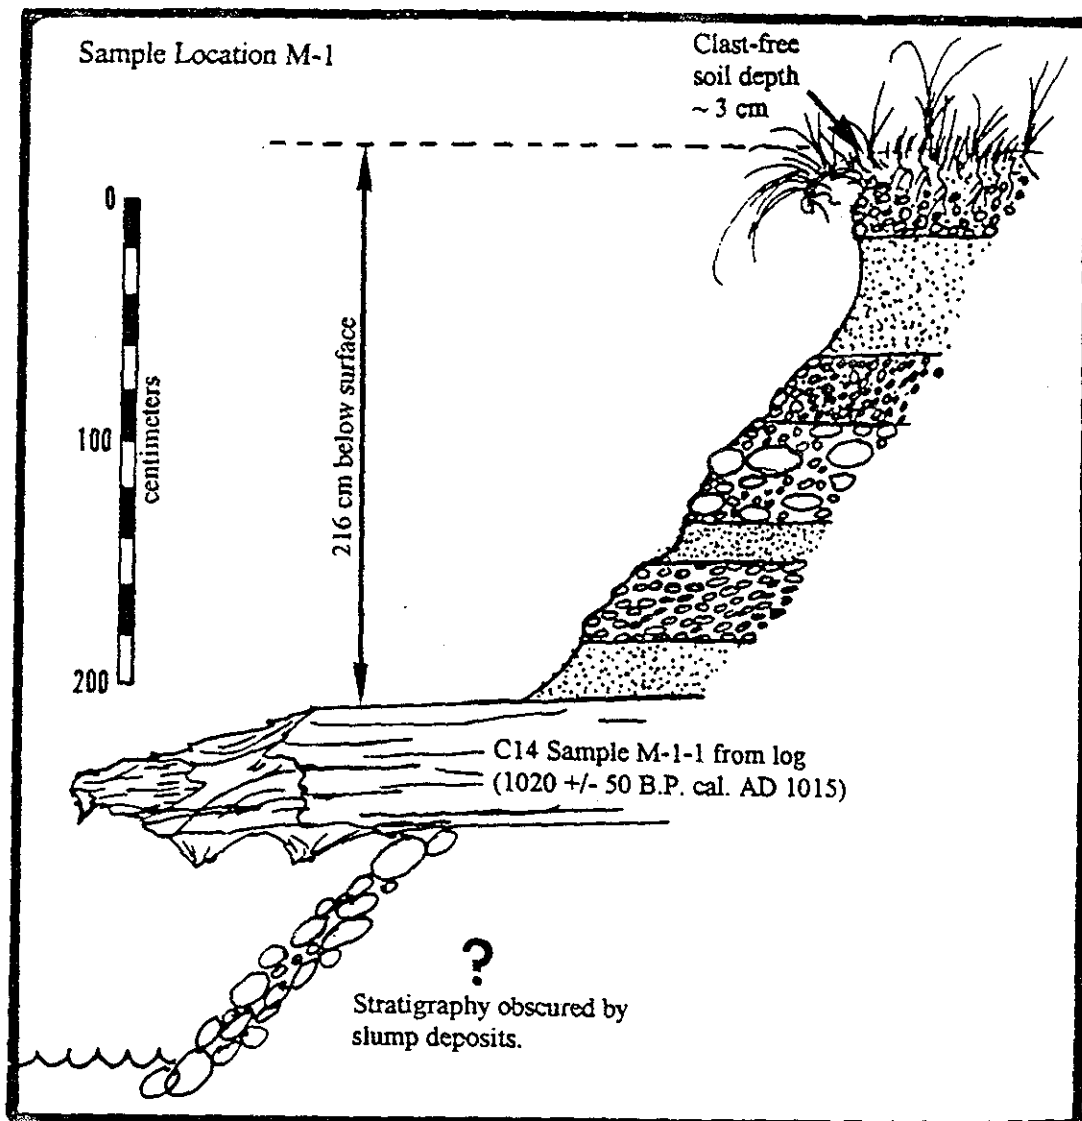 Sample Location M-1
Clast-free
soil depth
~ 3 cm
0
100
200
centimeters
216 cm below surface
C14 Sample M-1-1 from log
(1020 +/- 50 B.P. cal. AD 1015)
?
Stratigraphy obscured by
slump deposits.